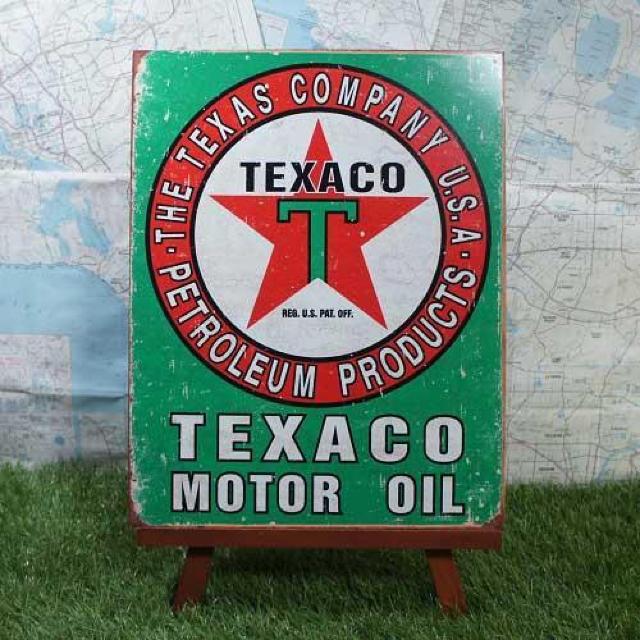 ·THE TEXAS COMPANY U.S.A·
PETROLEUM PRODUCTS
TEXACO
T
REG. U.S. PAT. OFF.
TEXACO
MOTOR OIL